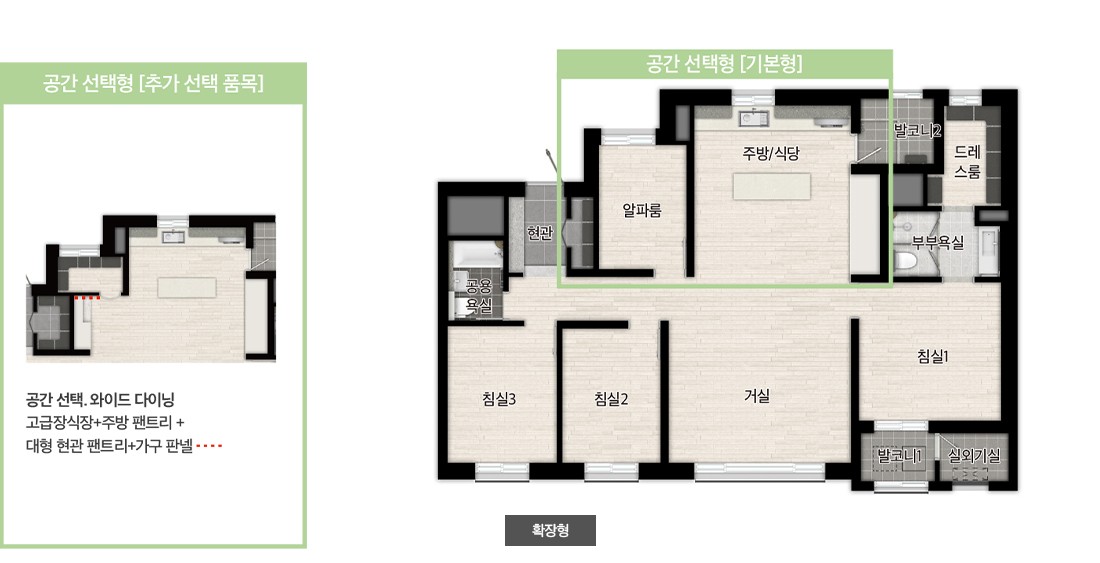 공간 선택형 [추가 선택 품목]
공간 선택. 와이드 다이닝
고급장식장+주방 팬트리 +
대형 현관 팬트리+가구 판넬
공간 선택형 [기본형]
발코니2
주방/식당
드레
스룸
알파룸
현관
부부욕실
공용
욕실
침실1
침실3
침실2
거실
발코니1
실외기실
확장형